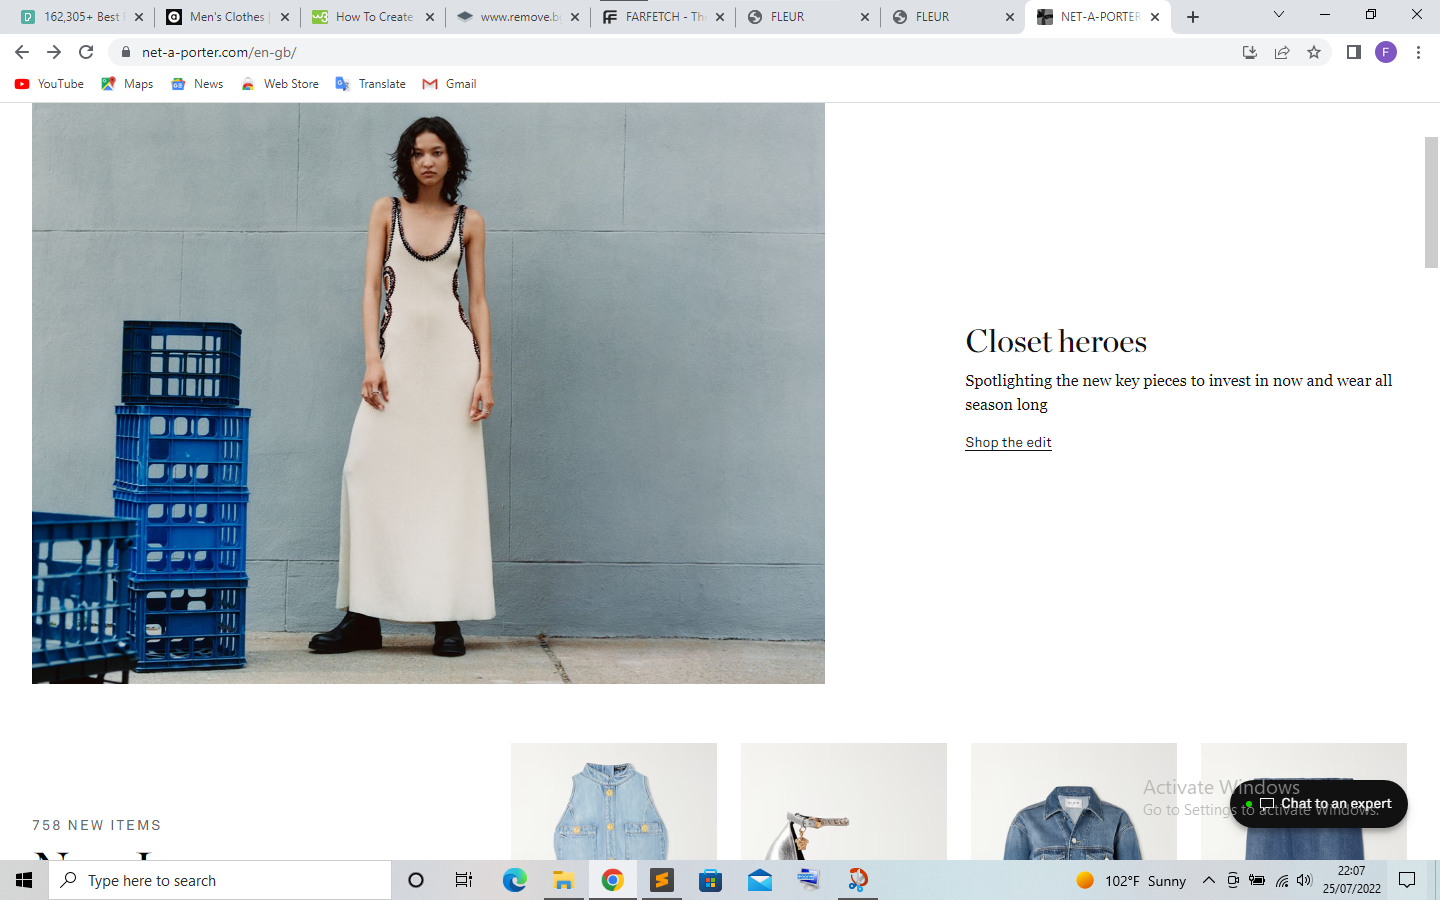 162,305+ Best
Men's Clothes
How To Create
www.remove.bg
FARFETCH - The
FLEUR
FLEUR
NET-A-PORTER
net-a-porter.com/en-gb/
F
YouTube
Maps
News
Web Store
Translate
Gmail
Closet heroes
Spotlighting the new key pieces to invest in now and wear all
season long
Shop the edit
758 NEW ITEMS
Activate Windows
Go to Settings to activate Windows.
Chat to an expert
Type here to search
102°F Sunny
22:07
25/07/2022